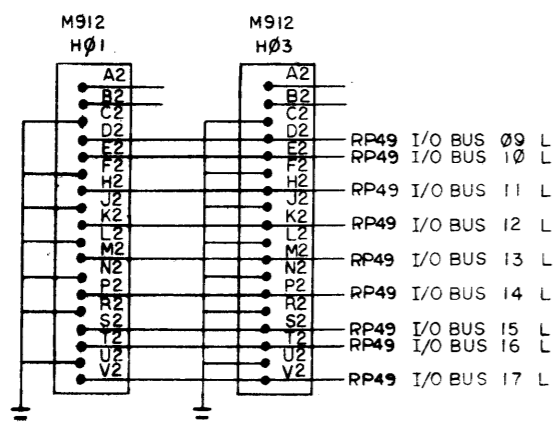 M912 M912
HØ1 HØ3
A2 A2
B2 B2
C2 C2
D2 D2 RP49 I/O BUS Ø9 L
E2 E2 RP49 I/O BUS 1Ø L
F2 F2
H2 H2 RP49 I/O BUS 11 L
J2 J2
K2 K2 RP49 I/O BUS 12 L
L2 L2
M2 M2 RP49 I/O BUS 13 L
N2 N2
P2 P2 RP49 I/O BUS 14 L
R2 R2
S2 S2 RP49 I/O BUS 15 L
T2 T2 RP49 I/O BUS 16 L
U2 U2
V2 V2 RP49 I/O BUS 17 L